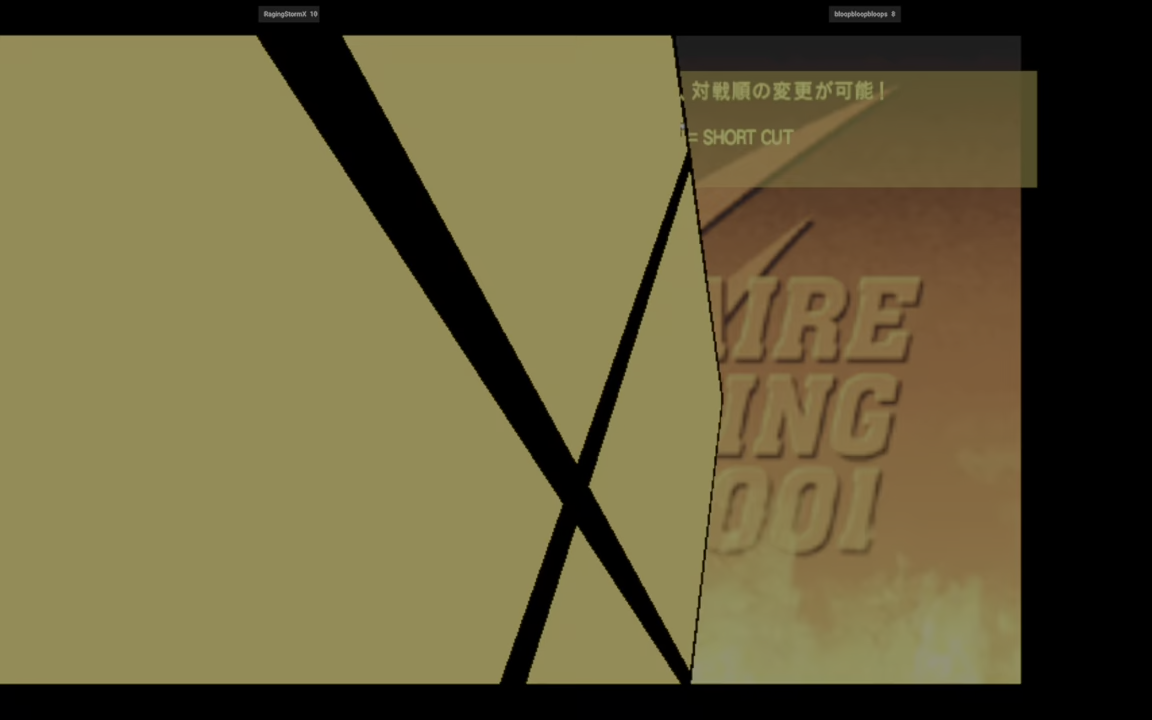 RagingStormX 10
bloopbloopbloops 8
、対戦順の変更が可能！
= SHORT CUT
IRE
ING
001